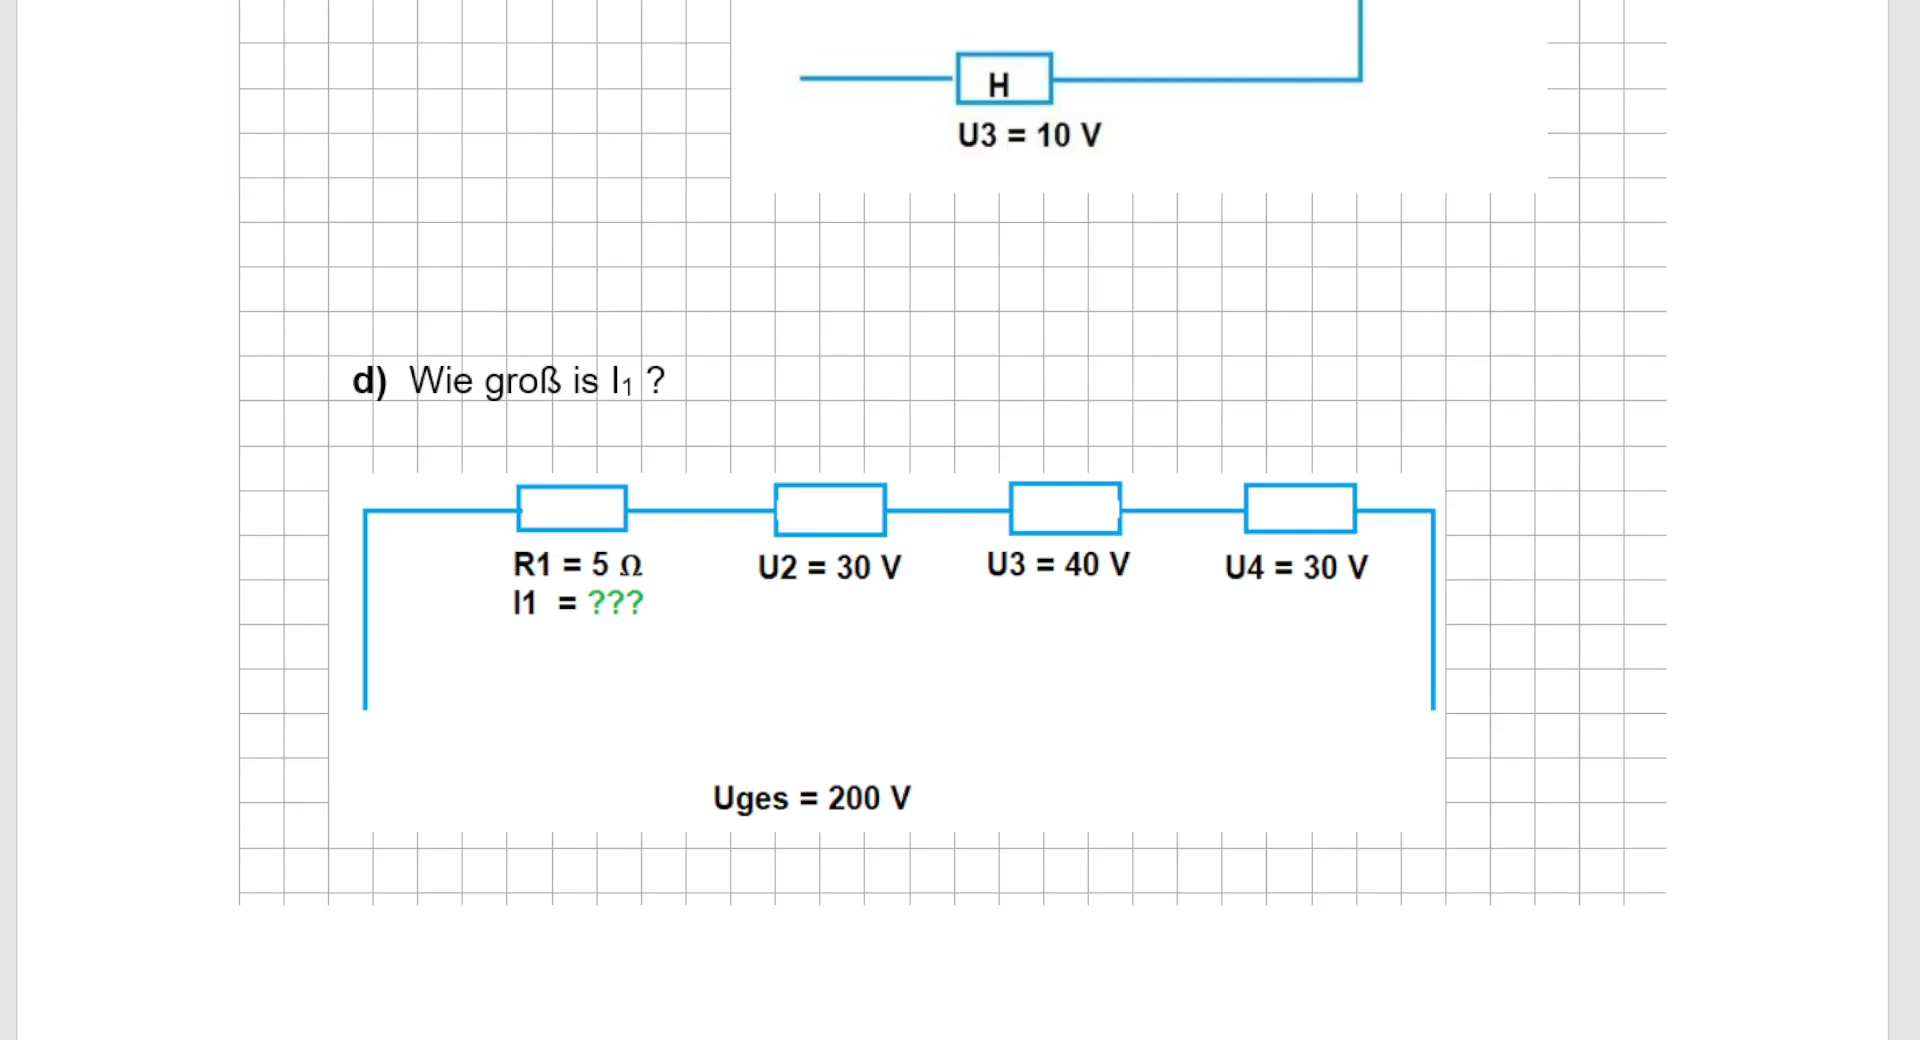 H
U3 = 10 V
d) Wie groß is I₁ ?
R1 = 5 Ω
U2 = 30 V
U3 = 40 V
U4 = 30 V
I1 = ???
Uges = 200 V